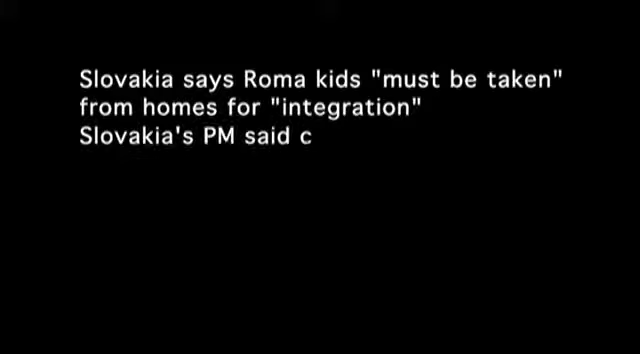 Slovakia says Roma kids "must be taken"
from homes for "integration"
Slovakia's PM said c